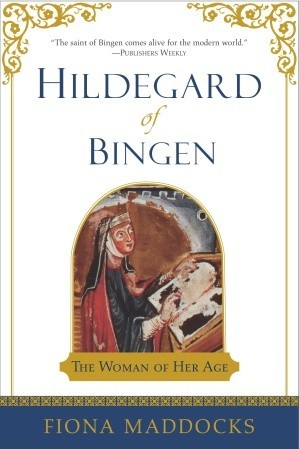 "The saint of Bingen comes alive for the modern world."
—Publishers Weekly
Hildegard
of
Bingen
The Woman of Her Age
Fiona Maddocks